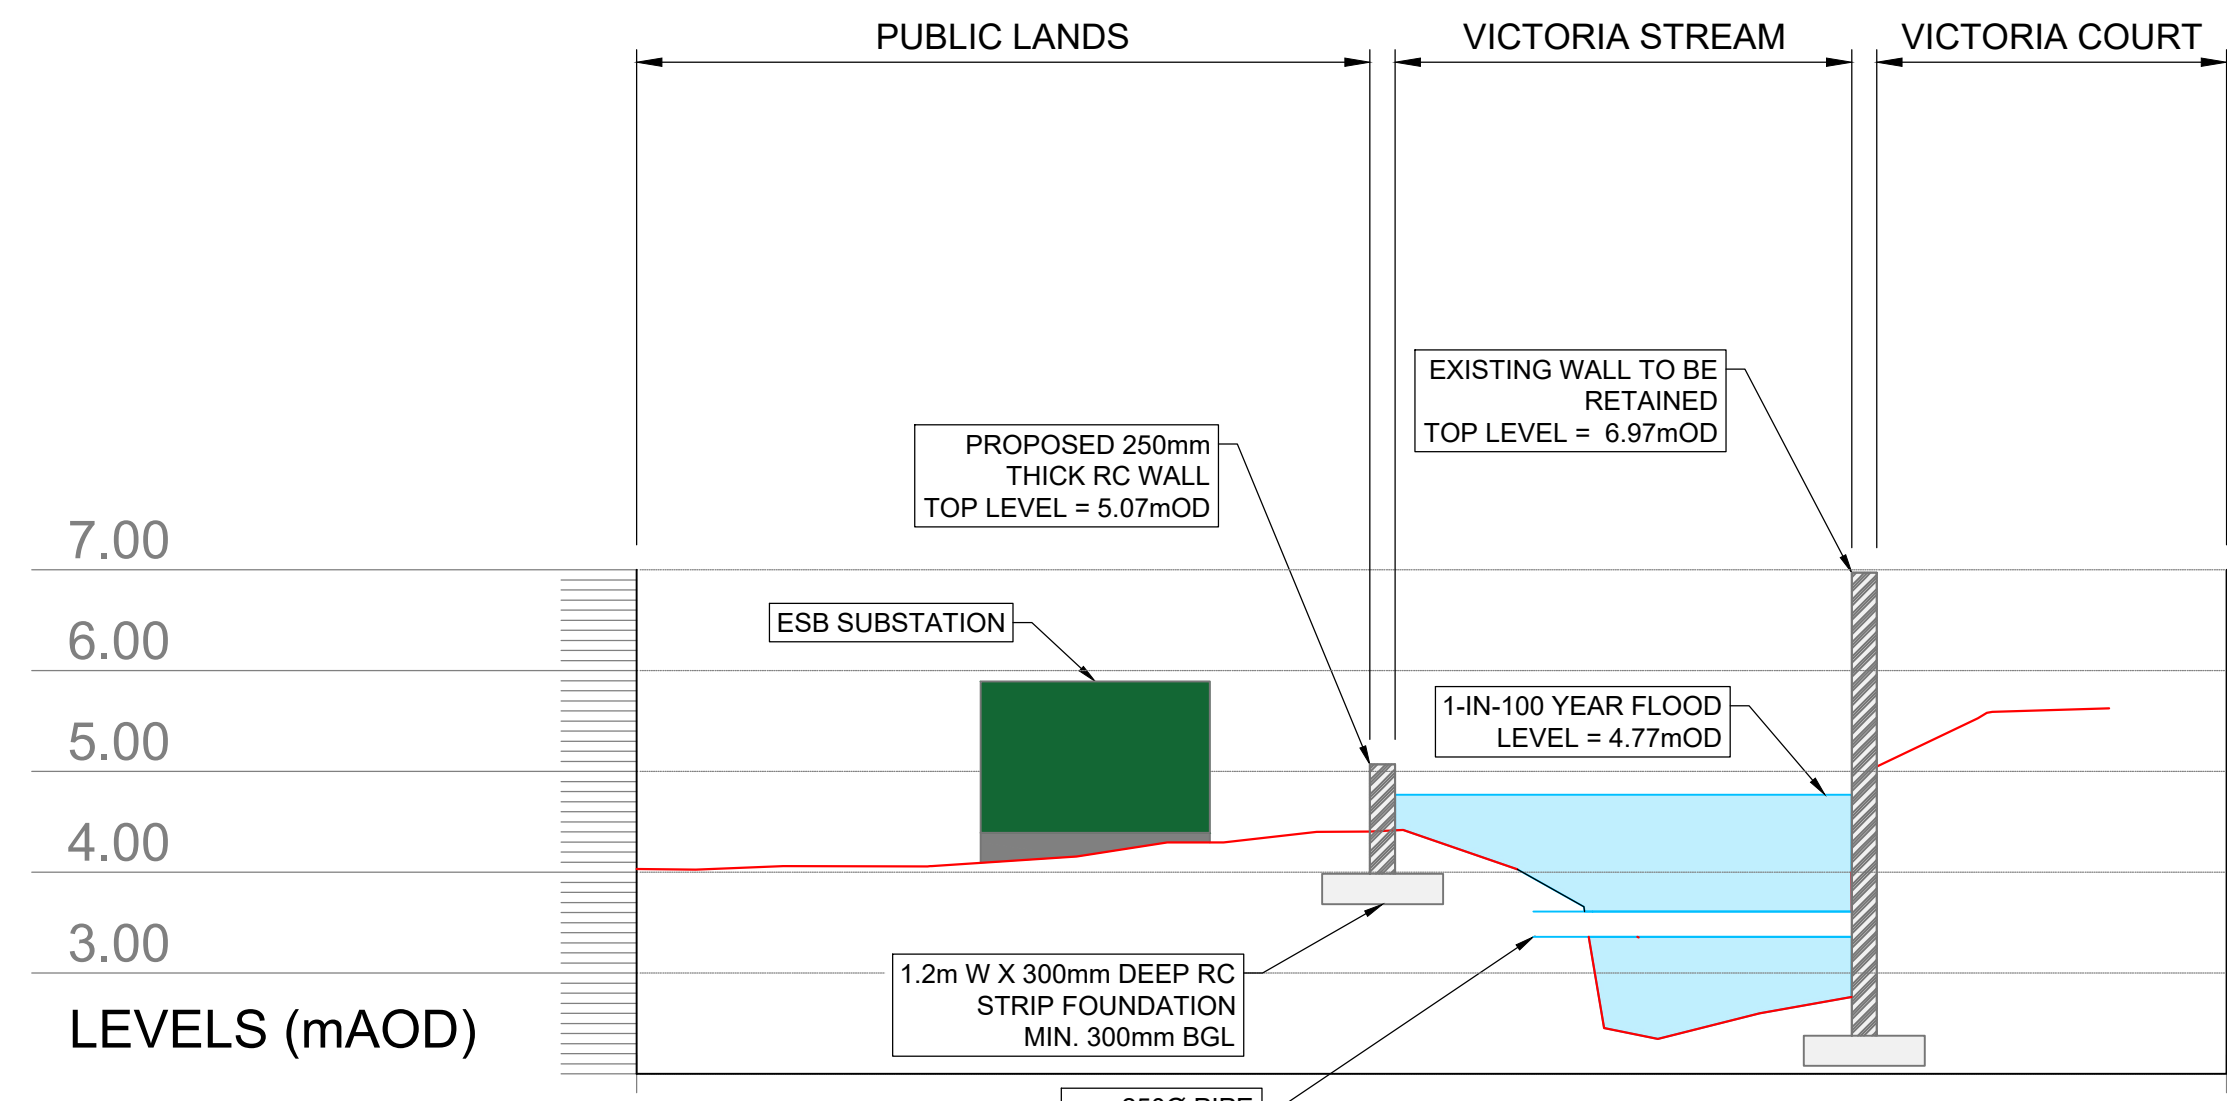 PUBLIC LANDS
VICTORIA STREAM
VICTORIA COURT
EXISTING WALL TO BE
RETAINED
TOP LEVEL = 6.97mOD
PROPOSED 250mm
THICK RC WALL
TOP LEVEL = 5.07mOD
7.00
ESB SUBSTATION
6.00
1-IN-100 YEAR FLOOD
LEVEL = 4.77mOD
5.00
4.00
3.00
1.2m W X 300mm DEEP RC
STRIP FOUNDATION
MIN. 300mm BGL
LEVELS (mAOD)